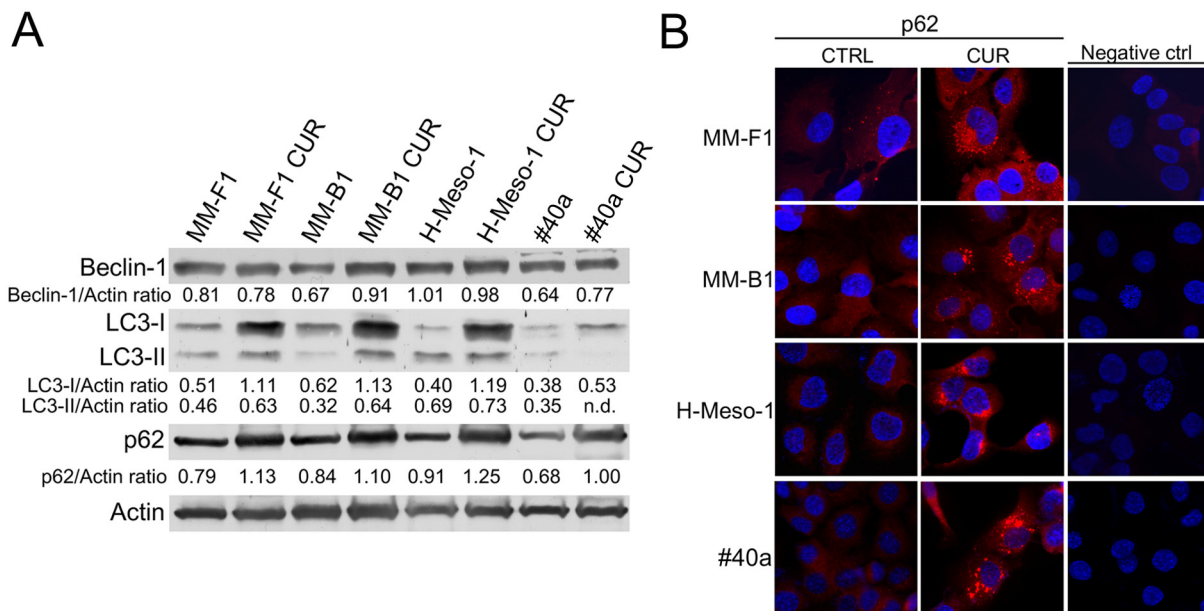 A
MM-F1
MM-F1 CUR
MM-B1
MM-B1 CUR
H-Meso-1
H-Meso-1 CUR
#40a
#40a CUR
Beclin-1
Beclin-1/Actin ratio 0.81 0.78 0.67 0.91 1.01 0.98 0.64 0.77
LC3-I
LC3-II
LC3-I/Actin ratio 0.51 1.11 0.62 1.13 0.40 1.19 0.38 0.53
LC3-II/Actin ratio 0.46 0.63 0.32 0.64 0.69 0.73 0.35 n.d.
p62
p62/Actin ratio 0.79 1.13 0.84 1.10 0.91 1.25 0.68 1.00
Actin
B
p62
CTRL CUR Negative ctrl
MM-F1
MM-B1
H-Meso-1
#40a